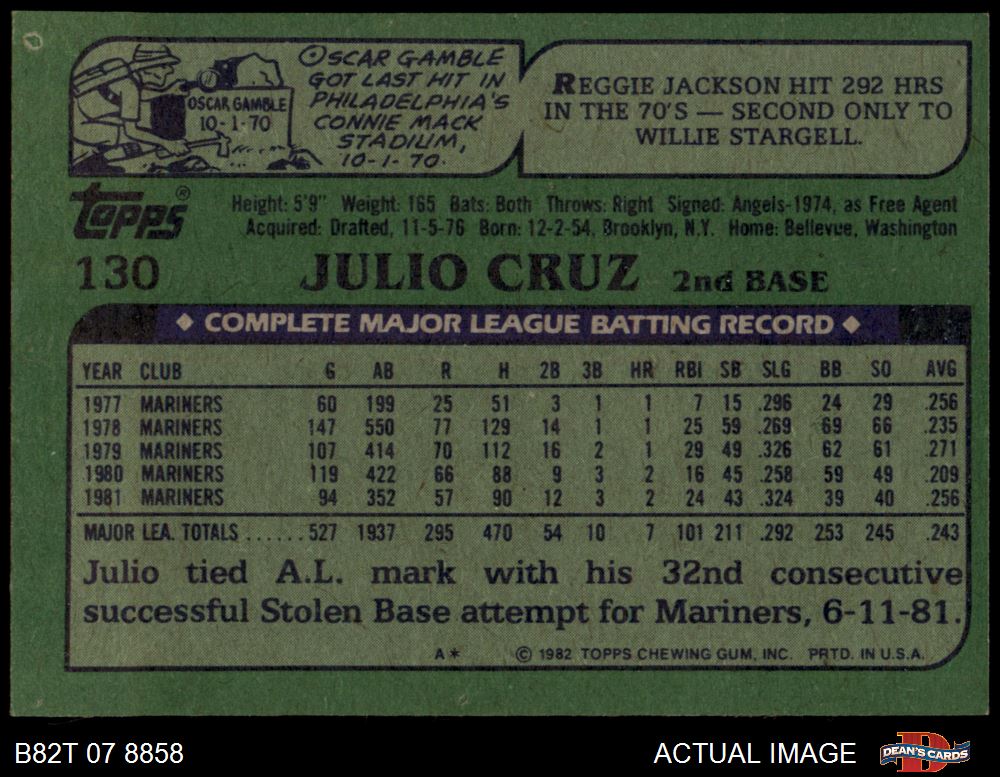 OSCAR GAMBLE
GOT LAST HIT IN
PHILADELPHIA'S
CONNIE MACK
STADIUM,
10-1-70.
OSCAR GAMBLE
10-1-70
REGGIE JACKSON HIT 292 HRS
IN THE 70'S — SECOND ONLY TO
WILLIE STARGELL.
Topps®
Height: 5'9" Weight: 165 Bats: Both Throws: Right Signed: Angels-1974, as Free Agent
Acquired: Drafted, 11-5-76 Born: 12-2-54, Brooklyn, N.Y. Home: Bellevue, Washington
130 JULIO CRUZ 2nd BASE
◆ COMPLETE MAJOR LEAGUE BATTING RECORD ◆
YEAR CLUB G AB R H 2B 3B HR RBI SB SLG BB SO AVG
1977 MARINERS 60 199 25 51 3 1 1 7 15 .296 24 29 .256
1978 MARINERS 147 550 77 129 14 1 1 25 59 .269 69 66 .235
1979 MARINERS 107 414 70 112 16 2 1 29 49 .326 62 61 .271
1980 MARINERS 119 422 66 88 9 3 2 16 45 .258 59 49 .209
1981 MARINERS 94 352 57 90 12 3 2 24 43 .324 39 40 .256
MAJOR LEA. TOTALS ...... 527 1937 295 470 54 10 7 101 211 .292 253 245 .243
Julio tied A.L. mark with his 32nd consecutive
successful Stolen Base attempt for Mariners, 6-11-81.
A* © 1982 TOPPS CHEWING GUM, INC. PRTD. IN U.S.A.
B82T 07 8858 ACTUAL IMAGE DEAN'S CARDS